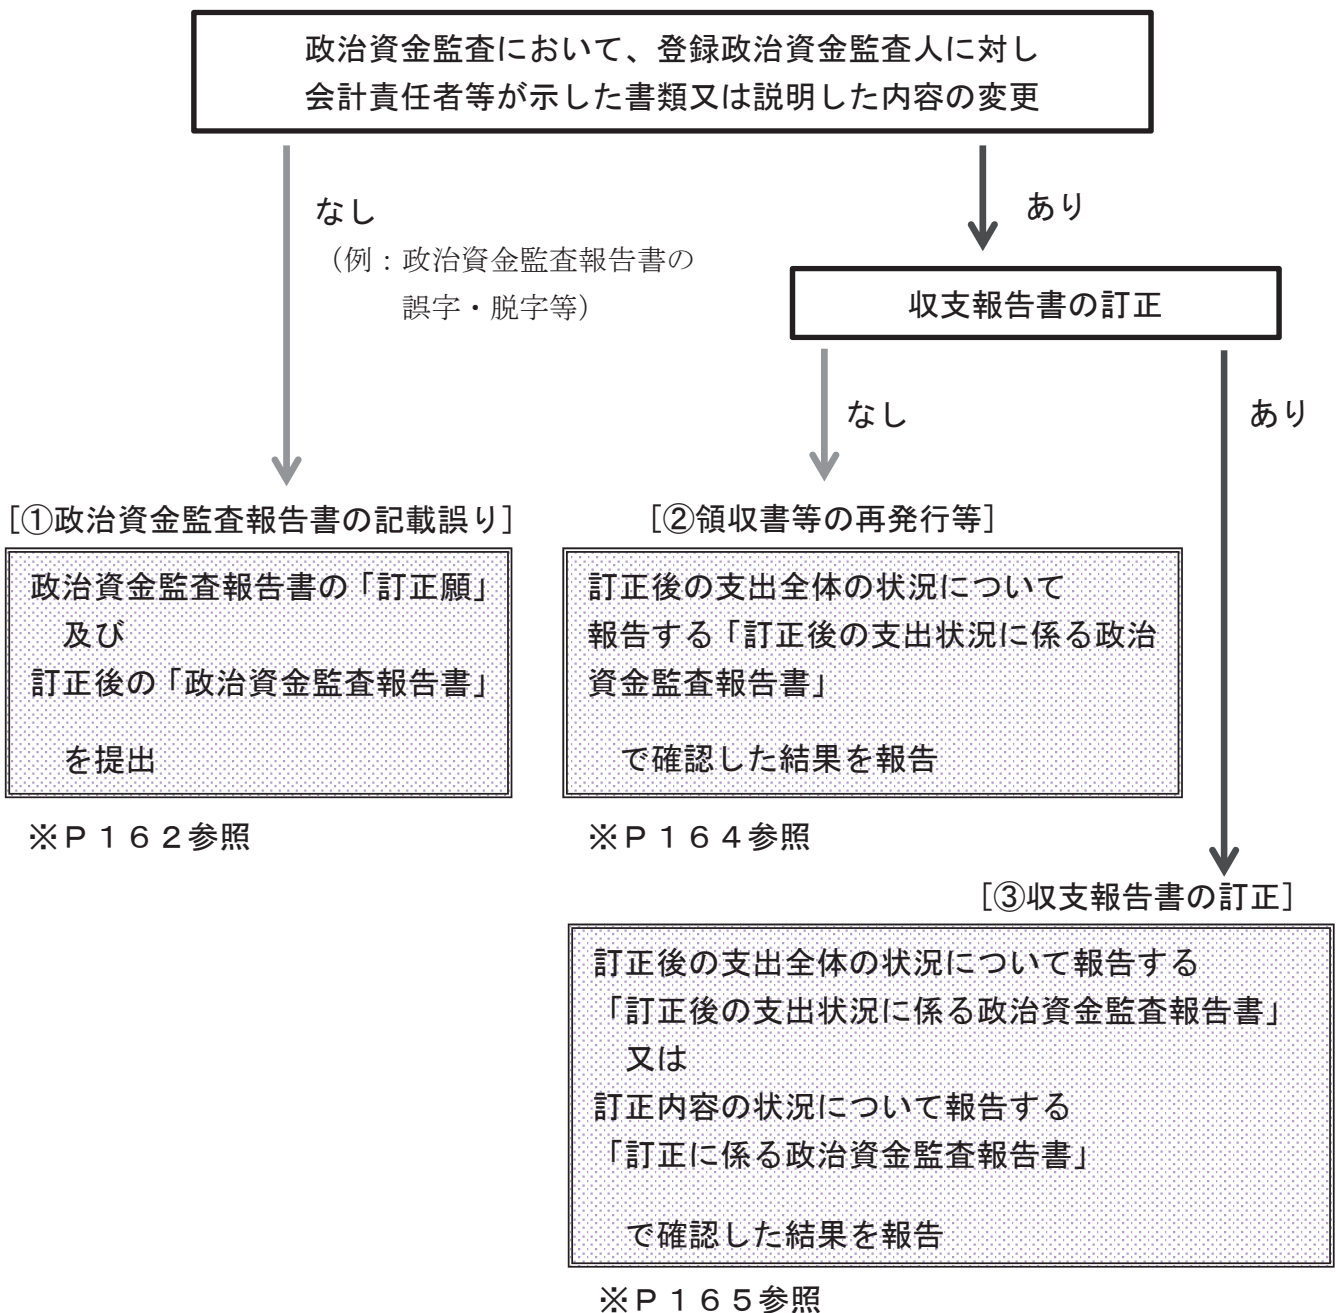 政治資金監査において、登録政治資金監査人に対し
会計責任者等が示した書類又は説明した内容の変更
なし
（例：政治資金監査報告書の
誤字・脱字等）
あり
収支報告書の訂正
なし
あり
［①政治資金監査報告書の記載誤り］
政治資金監査報告書の「訂正願」
及び
訂正後の「政治資金監査報告書」
を提出
※Ｐ１６２参照
［②領収書等の再発行等］
訂正後の支出全体の状況について
報告する「訂正後の支出状況に係る政治
資金監査報告書」
で確認した結果を報告
※Ｐ１６４参照
［③収支報告書の訂正］
訂正後の支出全体の状況について報告する
「訂正後の支出状況に係る政治資金監査報告書」
又は
訂正内容の状況について報告する
「訂正に係る政治資金監査報告書」
で確認した結果を報告
※Ｐ１６５参照